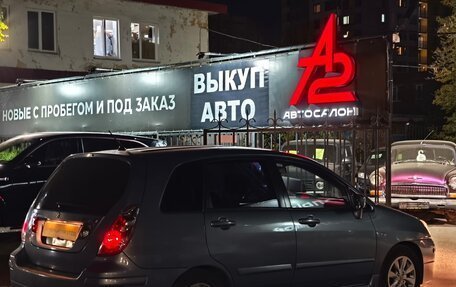 НОВЫЕ С ПРОБЕГОМ И ПОД ЗАКАЗ
ВЫКУП
АВТО
А2
АВТОСАЛОН